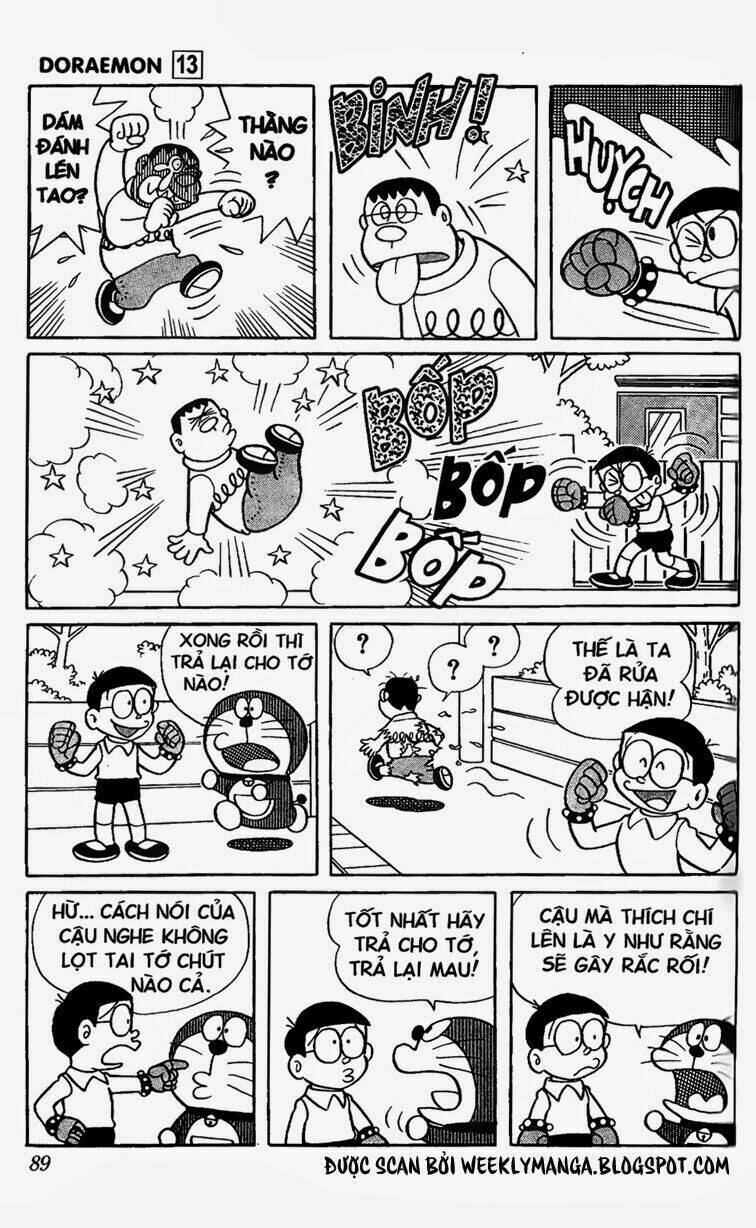 DORAEMON 13
HUỴCH
BINH!
THẰNG
NÀO
?
DÁM
ĐÁNH
LÉN
TAO?
BỐP
BỐP
BỐP
THẾ LÀ TA
ĐÃ RỬA
ĐƯỢC HẬN!
?
?
?
XONG RỒI THÌ
TRẢ LẠI CHO TỚ
NÀO!
CẬU MÀ THÍCH CHÍ
LÊN LÀ Y NHƯ RẰNG
SẼ GÂY RẮC RỐI!
TỐT NHẤT HÃY
TRẢ CHO TỚ,
TRẢ LẠI MAU!
HỪ... CÁCH NÓI CỦA
CẬU NGHE KHÔNG
LỌT TAI TỚ CHÚT
NÀO CẢ.
89
ĐƯỢC SCAN BỞI WEEKLYMANGA.BLOGSPOT.COM